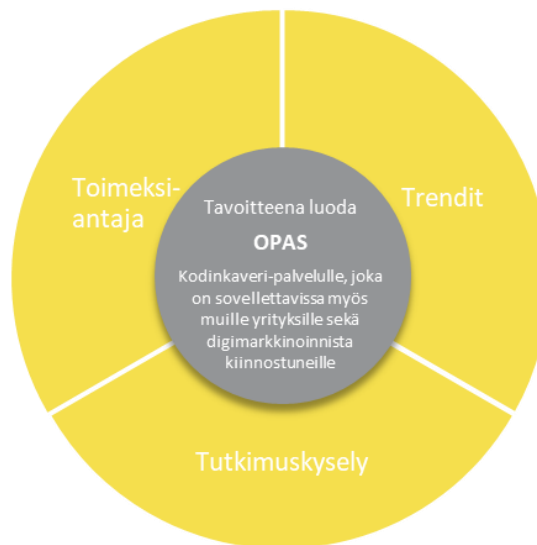 Toimeksi-
antaja
Trendit
Tavoitteena luoda
OPAS
Kodinkaveri-palvelulle, joka
on sovellettavissa myös
muille yrityksille sekä
digimarkkinoinnista
kiinnostuneille
Tutkimuskysely